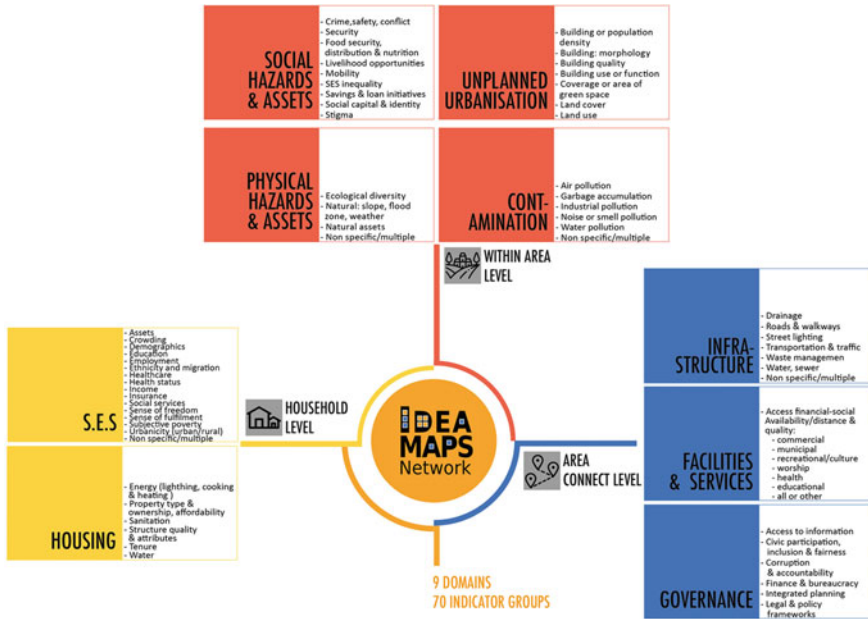 SOCIAL
HAZARDS
& ASSETS
- Crime,safety, conflict
- Security
- Food security,
distribution & nutrition
- Livelihood opportunities
- Mobility
- SES inequality
- Savings & loan initiatives
- Social capital & identity
- Stigma
UNPLANNED
URBANISATION
- Building or population
density
- Building: morphology
- Building quality
- Building use or function
- Coverage or area of
green space
- Land cover
- Land use
PHYSICAL
HAZARDS
& ASSETS
- Ecological diversity
- Natural: slope, flood
zone, weather
- Natural assets
- Non specific/multiple
CONT-
AMINATION
- Air pollution
- Garbage accumulation
- Industrial pollution
- Noise or smell pollution
- Water pollution
- Non specific/multiple
WITHIN AREA
LEVEL
S.E.S
- Assets
- Crowding
- Demographics
- Education
- Employment
- Ethnicity and migration
- Healthcare
- Health status
- Income
- Insurance
- Social services
- Sense of freedom
- Sense of fulfilment
- Subjective poverty
- Urbanicity (urban/rural)
- Non specific/multiple
HOUSING
- Energy (lighthing, cooking
& heating )
- Property type &
ownership, affordability
- Sanitation
- Structure quality
& attributes
- Tenure
- Water
HOUSEHOLD
LEVEL
iDEA
MAPS
Network
AREA
CONNECT LEVEL
INFRA-
STRUCTURE
- Drainage
- Roads & walkways
- Street lighting
- Transportation & traffic
- Waste managemen
- Water, sewer
- Non specific/multiple
FACILITIES
& SERVICES
- Access financial-social
Availability/distance &
quality:
- commercial
- municipal
- recreational/culture
- worship
- health
- educational
- all or other
GOVERNANCE
- Access to information
- Civic participation,
inclusion & fairness
- Corruption
& accountability
- Finance & bureaucracy
- Integrated planning
- Legal & policy
frameworks
9 DOMAINS
70 INDICATOR GROUPS